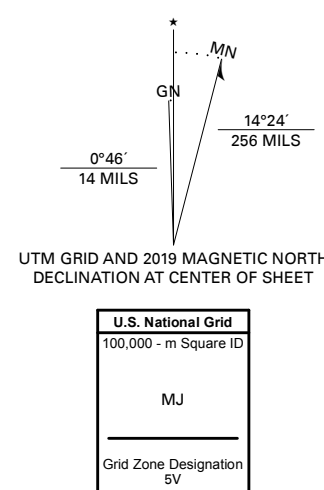 ★
MN
GN
14°24´
256 MILS
0°46´
14 MILS
UTM GRID AND 2019 MAGNETIC NORTH
DECLINATION AT CENTER OF SHEET
U.S. National Grid
100,000 - m Square ID
MJ
Grid Zone Designation
5V